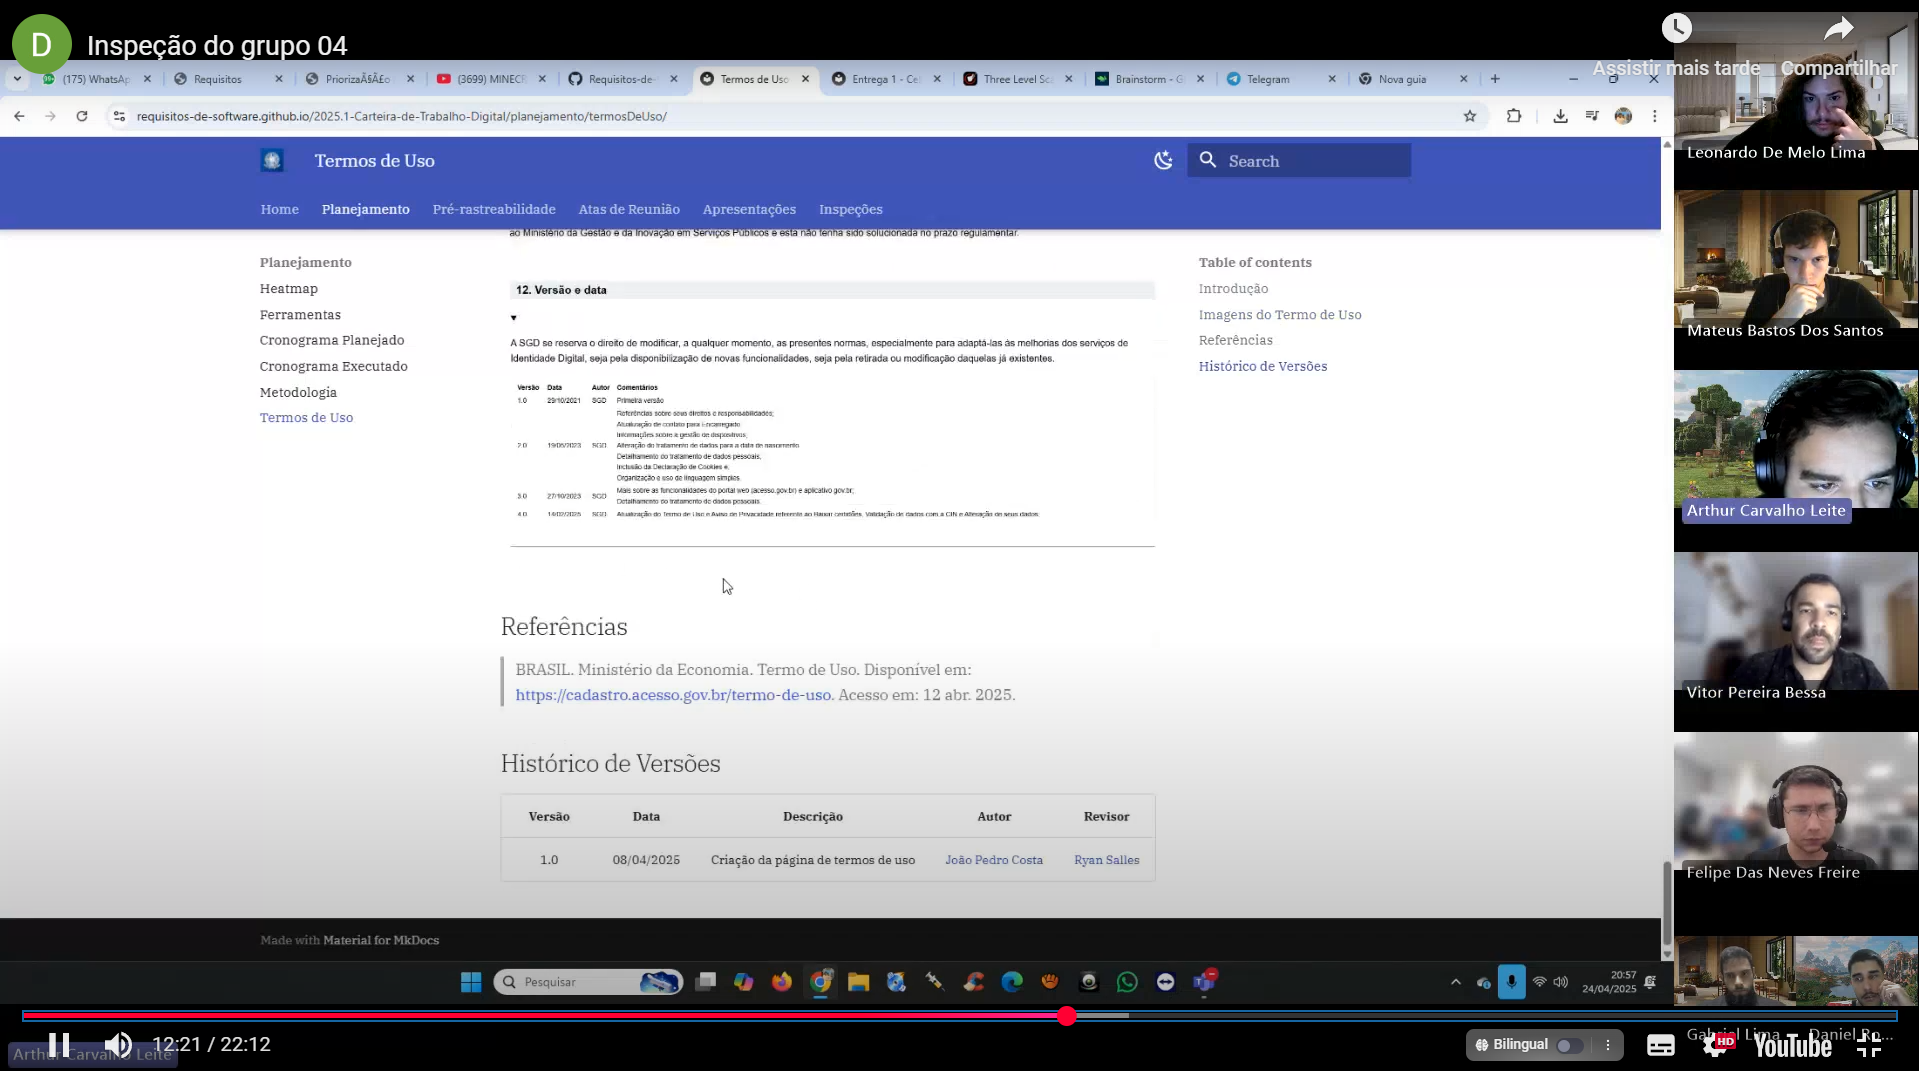 D
Inspeção do grupo 04
Assistir mais tarde
Compartilhar
(175) WhatsAp
Requisitos
PriorizaÃ§Ã£o
(3699) MINECR
Requisitos-de-
Termos de Uso
Entrega 1 - Ce
Three Level Sc
Brainstorm - G
Telegram
Nova guia
requisitos-de-software.github.io/2025.1-Carteira-de-Trabalho-Digital/planejamento/termosDeUso/
Termos de Uso
Search
Home
Planejamento
Pré-rastreabilidade
Atas de Reunião
Apresentações
Inspeções
Planejamento
Heatmap
Ferramentas
Cronograma Planejado
Cronograma Executado
Metodologia
Termos de Uso
ao Ministério da Gestão e da Inovação em Serviços Públicos e esta não tenha sido solucionada no prazo regulamentar.
12. Versão e data
A SGD se reserva o direito de modificar, a qualquer momento, as presentes normas, especialmente para adaptá-las às melhorias dos serviços de
Identidade Digital, seja pela disponibilização de novas funcionalidades, seja pela retirada ou modificação daquelas já existentes.
Versão Data Autor Comentários
1.0 29/10/2021 SGD Primeira versão
Referências sobre seus direitos e responsabilidades;
Atualização de contato para Encarregado
Informações sobre a gestão de dispositivos;
2.0 19/05/2023 SGD Alteração do tratamento de dados para a data de nascimento
Detalhamento do tratamento de dados pessoais;
Inclusão da Declaração de Cookies e;
Organização e uso de linguagem simples
3.0 27/10/2023 SGD Mais sobre as funcionalidades do portal web (acesso.gov.br) e aplicativo gov.br;
Detalhamento do tratamento de dados pessoais.
4.0 14/02/2025 SGD Atualização do Termo de Uso e Aviso de Privacidade referente ao Baixar certidões, Validação de dados com a CIN e Alteração de seus dados
Referências
BRASIL. Ministério da Economia. Termo de Uso. Disponível em:
https://cadastro.acesso.gov.br/termo-de-uso. Acesso em: 12 abr. 2025.
Histórico de Versões
Versão Data Descrição Autor Revisor
1.0 08/04/2025 Criação da página de termos de uso João Pedro Costa Ryan Salles
Table of contents
Introdução
Imagens do Termo de Uso
Referências
Histórico de Versões
Made with Material for MkDocs
Pesquisar
20:57
24/04/2025
Leonardo De Melo Lima
Mateus Bastos Dos Santos
Arthur Carvalho Leite
Vitor Pereira Bessa
Felipe Das Neves Freire
Gabriel Lima
Daniel Ro...
Arthur Carvalho Leite
12:21 / 22:12
Bilingual
HD
YouTube